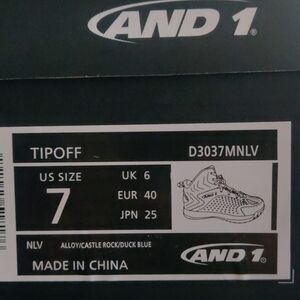 AND 1®
TIPOFF D3037MNLV
US SIZE 7
UK 6
EUR 40
JPN 25
NLV ALLOY/CASTLE ROCK/DUCK BLUE
MADE IN CHINA
AND 1®